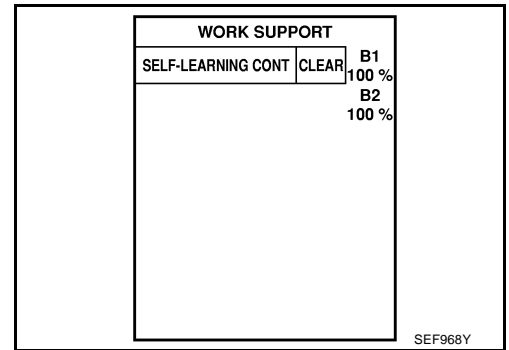 WORK SUPPORT
SELF-LEARNING CONT CLEAR B1
100 %
B2
100 %
SEF968Y